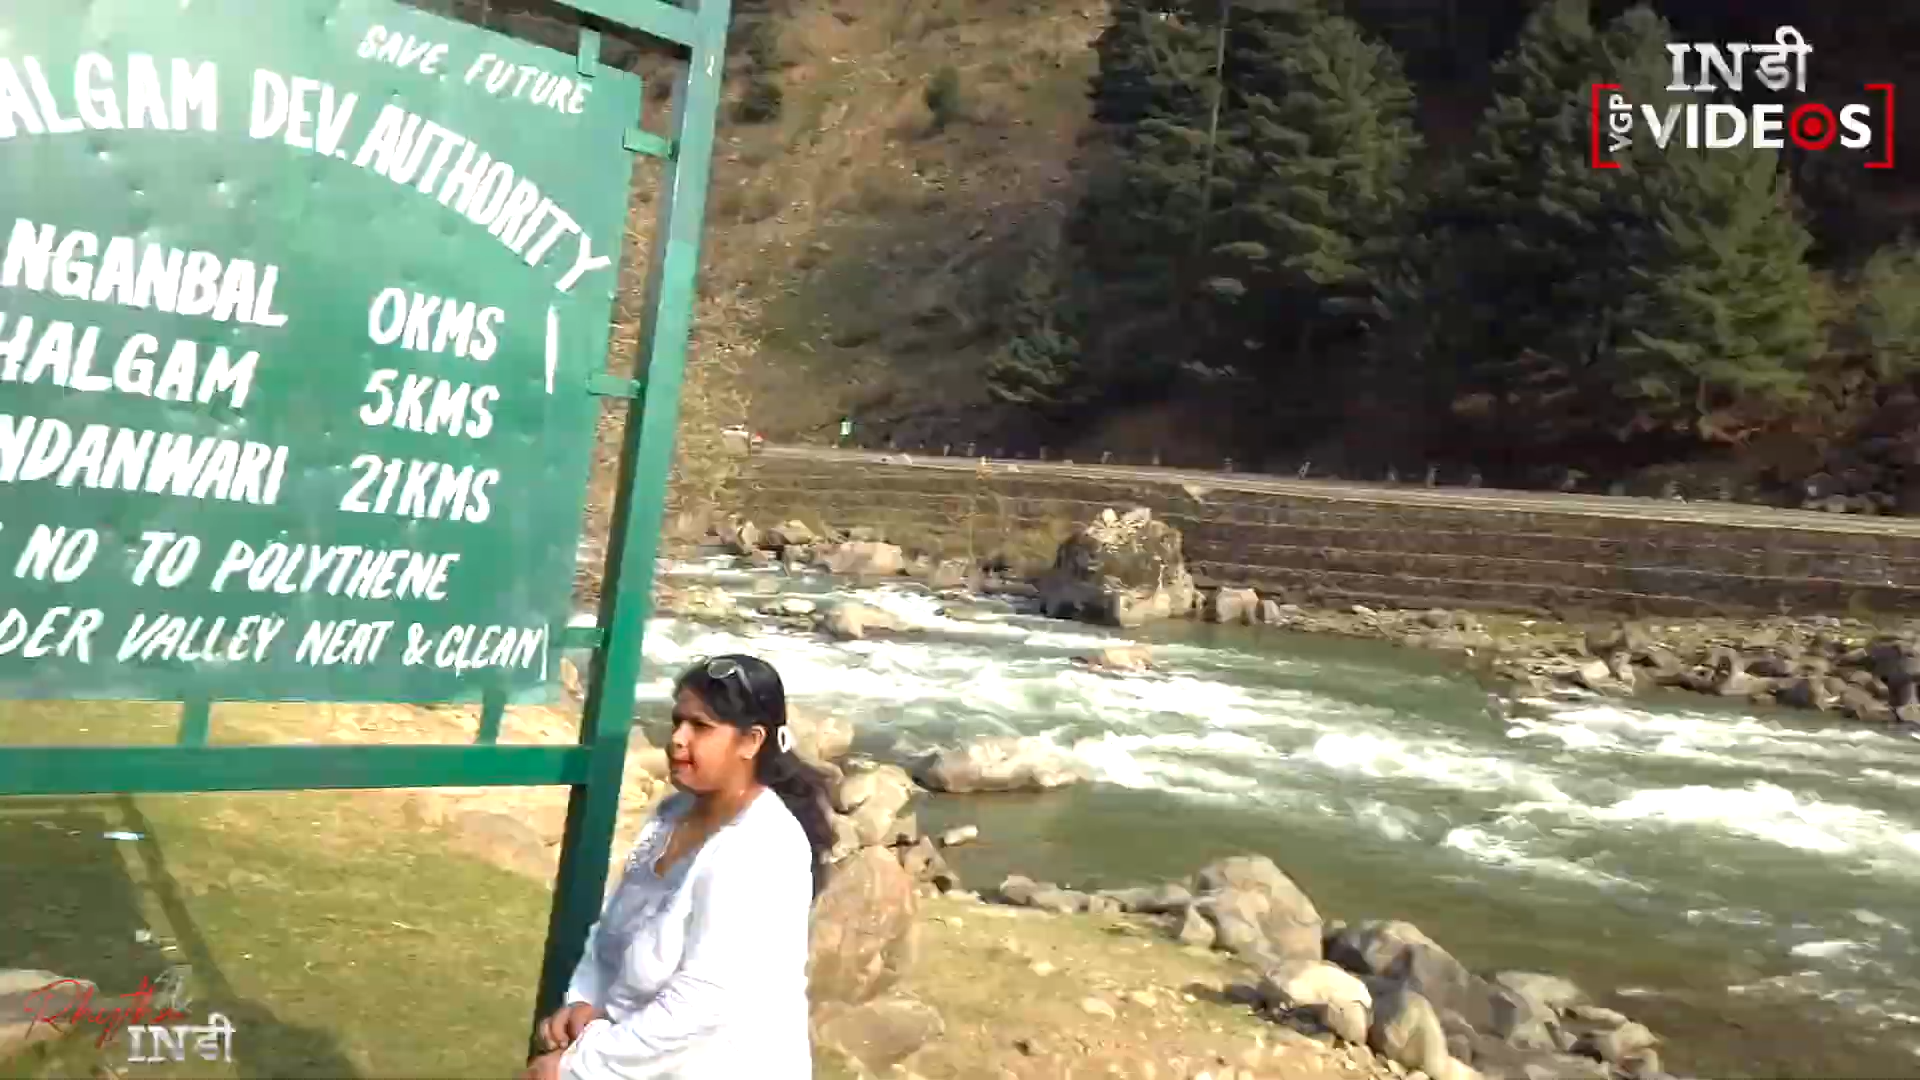 SAVE FUTURE
ALGAM DEV. AUTHORITY
NGANBAL 0KMS
HALGAM 5KMS
NDANWARI 21KMS
NO TO POLYTHENE
DER VALLEY NEAT & CLEAN
INडी
VGP VIDEOS
Rhythm
INडी